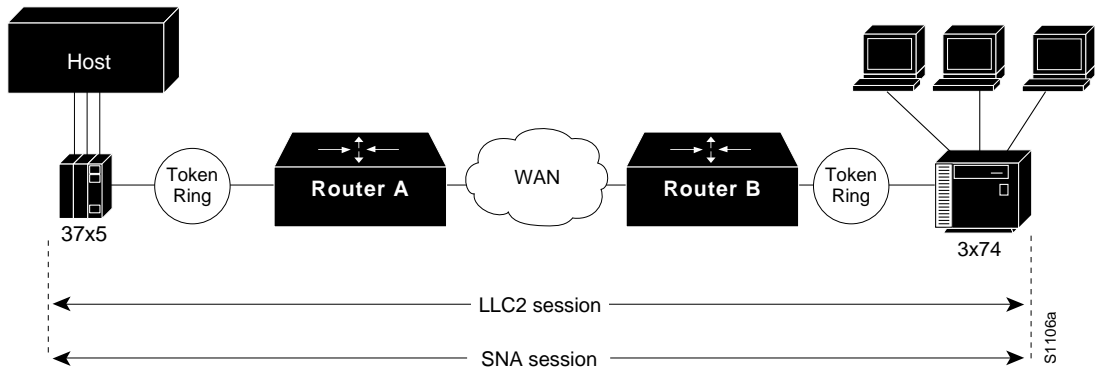 Host
37x5
Token
Ring
Router A
WAN
Router B
Token
Ring
3x74
LLC2 session
SNA session
S1106a